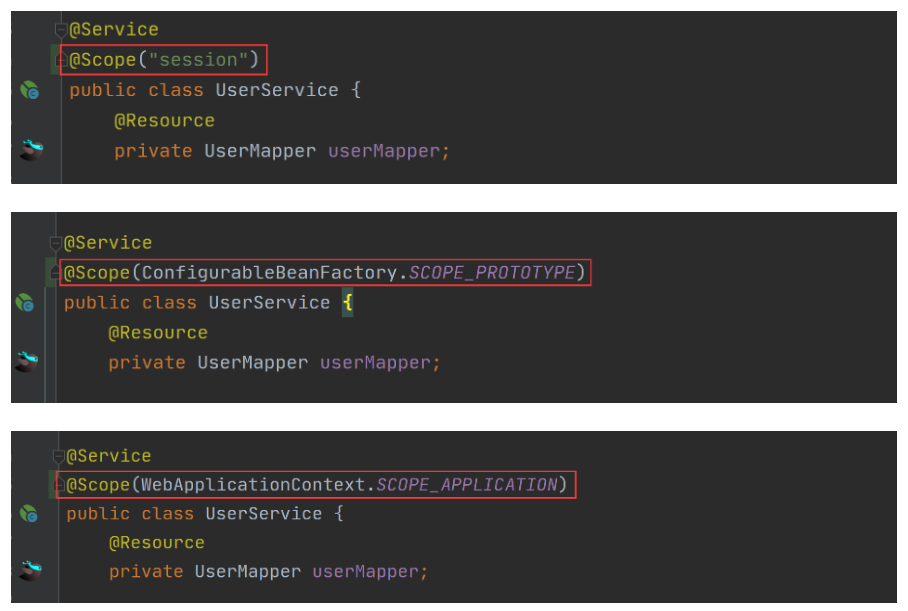 @Service
@Scope("session")
public class UserService {
@Resource
private UserMapper userMapper;
@Service
@Scope(ConfigurableBeanFactory.SCOPE_PROTOTYPE)
public class UserService {
@Resource
private UserMapper userMapper;
@Service
@Scope(WebApplicationContext.SCOPE_APPLICATION)
public class UserService {
@Resource
private UserMapper userMapper;